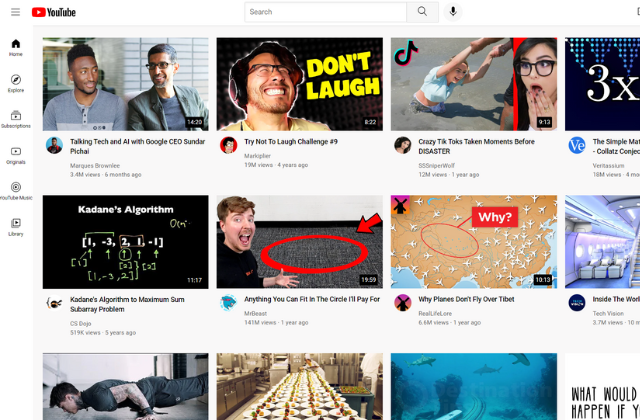 YouTube
Search
Home
Explore
Subscriptions
Originals
YouTube Music
Library
14:20
Talking Tech and AI with Google CEO Sundar
Pichai
Marques Brownlee
3.4M views · 6 months ago
DON'T
LAUGH
8:22
Try Not To Laugh Challenge #9
Markiplier
19M views · 4 years ago
9:13
Crazy Tik Toks Taken Moments Before
DISASTER
SSSniperWolf
12M views · 1 year ago
3x
Ve
The Simple Mat
- Collatz Conjec
Veritasium
18M views · 4 mo
Kadane's Algorithm
[1, -3, 2, 1, -1]
11:17
Kadane's Algorithm to Maximum Sum
Subarray Problem
CS Dojo
519K views · 5 years ago
19:59
Anything You Can Fit In The Circle I'll Pay For
MrBeast
141M views · 1 year ago
Why?
10:13
Why Planes Don't Fly Over Tibet
RealLifeLore
6.6M views · 1 year ago
Inside The World
Tech Vision
3.7M views · 10 m
WHAT WOULD
HAPPEN IF Y